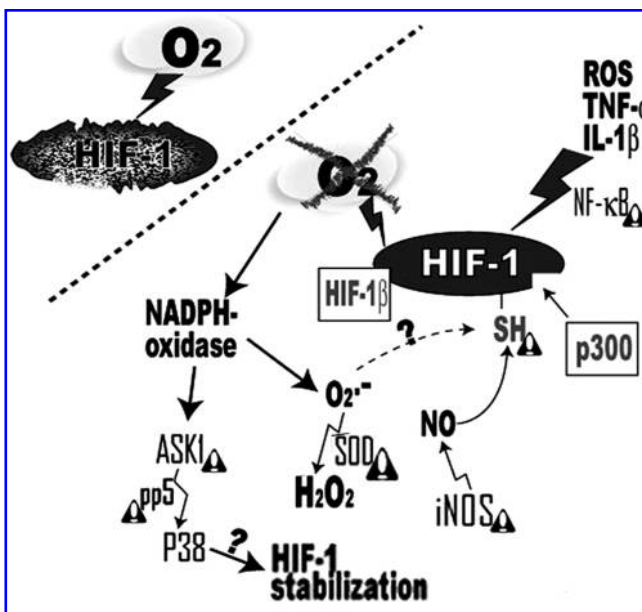 O2
HIF-1
O2
ROS
TNF-α
IL-1β
NF-κB
HIF-1
HIF-1β
SH
p300
NADPH-
oxidase
?
O2·-
NO
ASK1
SOD
pp5
H2O2
iNOS
P38
?
HIF-1
stabilization